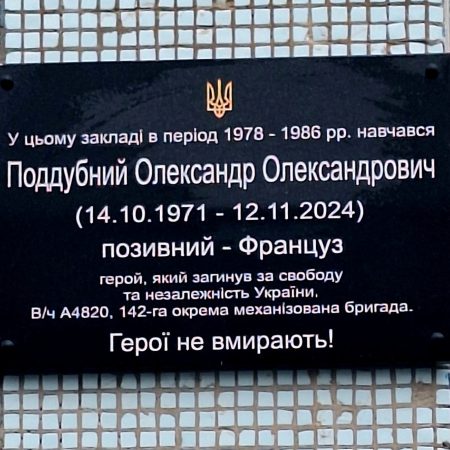 У цьому закладі в період 1978 - 1986 рр. навчався
Поддубний Олександр Олександрович
(14.10.1971 - 12.11.2024)
позивний - Француз
герой, який загинув за свободу
та незалежність України.
В/ч А4820, 142-га окрема механізована бригада.
Герої не вмирають!